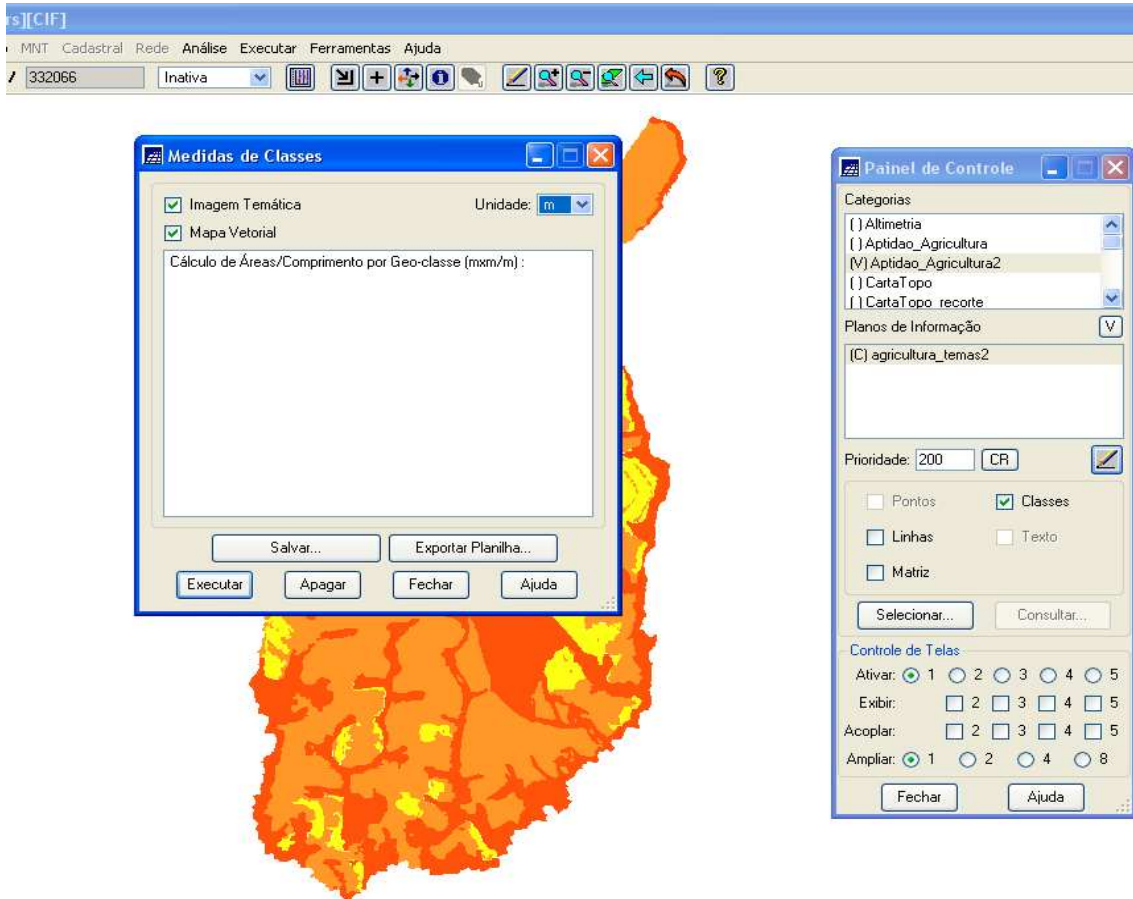 rs][CIF]
MNT Cadastral Rede Análise Executar Ferramentas Ajuda
/ 332066 Inativa
Medidas de Classes
Imagem Temática Unidade: m
Mapa Vetorial
Cálculo de Áreas/Comprimento por Geo-classe (mxm/m) :
Salvar... Exportar Planilha...
Executar Apagar Fechar Ajuda
Painel de Controle
Categorias
( ) Altimetria
( ) Aptidao_Agricultura
(V) Aptidao_Agricultura2
( ) CartaTopo
( ) CartaTopo_recorte
Planos de Informação V
(C) agricultura_temas2
Prioridade: 200 CR
Pontos Classes
Linhas Texto
Matriz
Selecionar... Consultar...
Controle de Telas
Ativar: 1 2 3 4 5
Exibir: 2 3 4 5
Acoplar: 2 3 4 5
Ampliar: 1 2 4 8
Fechar Ajuda